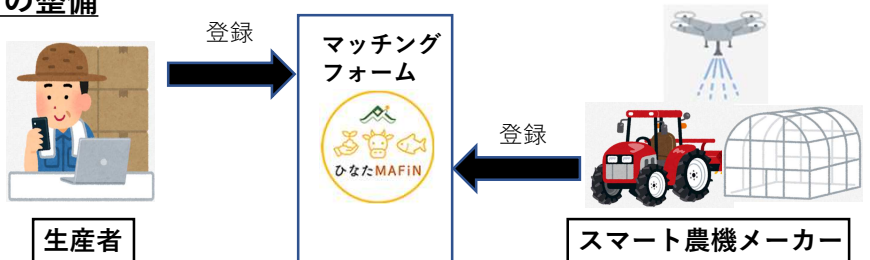 の整備
登録
マッチング
フォーム
ひなたMAFiN
登録
生産者
スマート農機メーカー